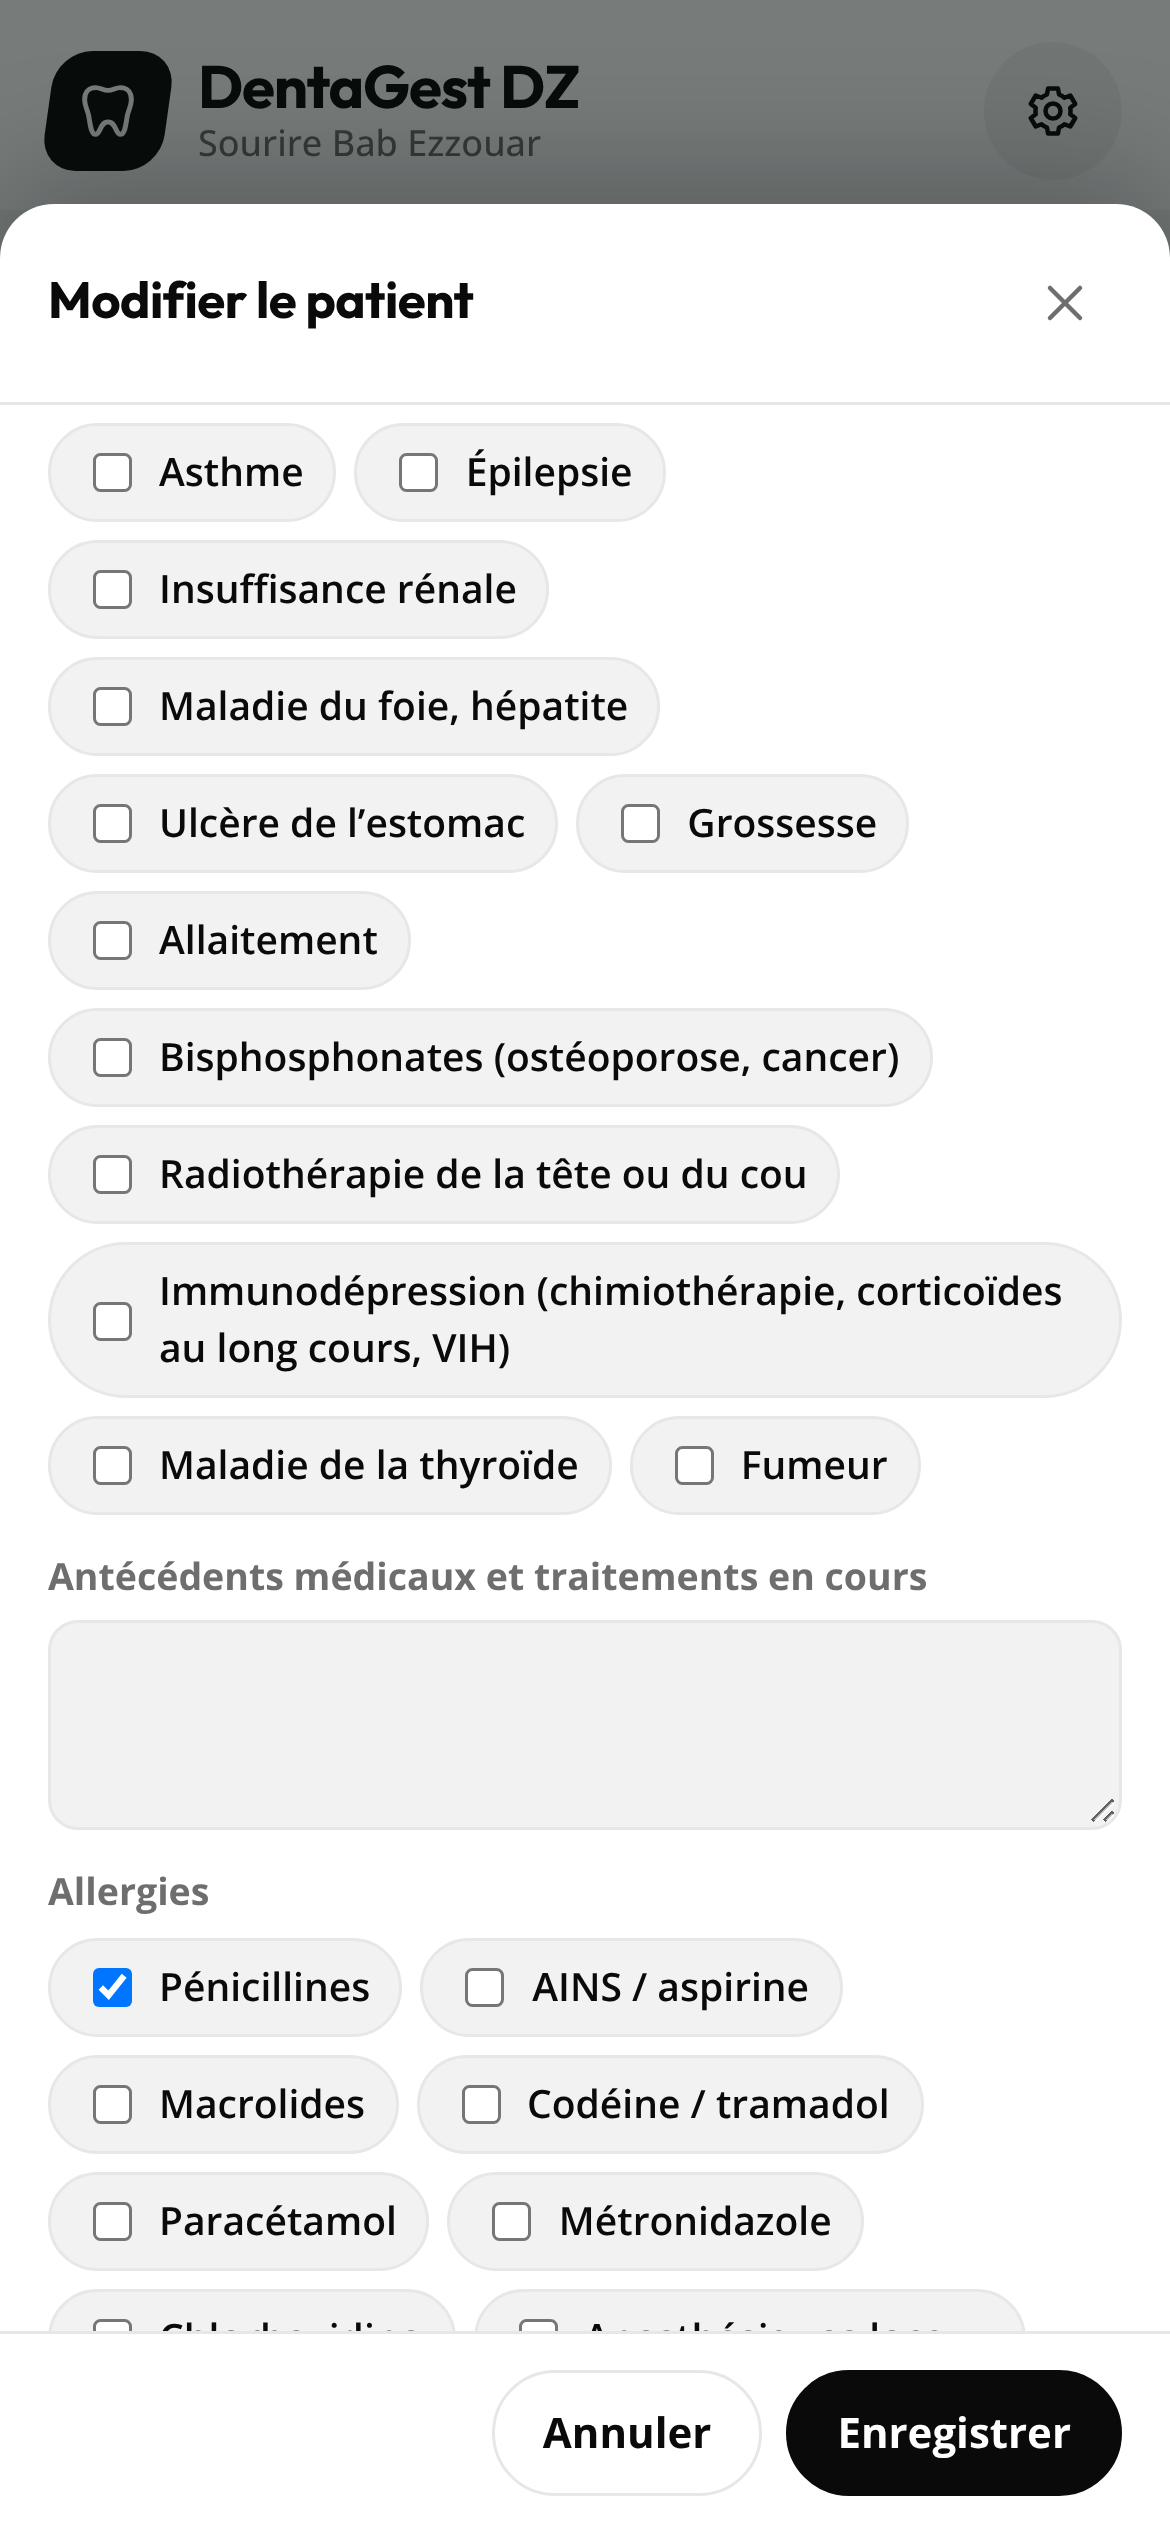 DentaGest DZ
Sourire Bab Ezzouar
Modifier le patient
Asthme
Épilepsie
Insuffisance rénale
Maladie du foie, hépatite
Ulcère de l’estomac
Grossesse
Allaitement
Bisphosphonates (ostéoporose, cancer)
Radiothérapie de la tête ou du cou
Immunodépression (chimiothérapie, corticoïdes
au long cours, VIH)
Maladie de la thyroïde
Fumeur
Antécédents médicaux et traitements en cours
Allergies
Pénicillines
AINS / aspirine
Macrolides
Codéine / tramadol
Paracétamol
Métronidazole
Annuler
Enregistrer